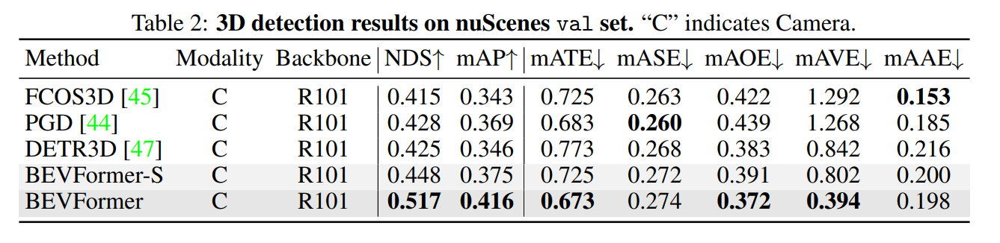 Table 2: 3D detection results on nuScenes val set. “C” indicates Camera.
Method Modality Backbone NDS↑ mAP↑ mATE↓ mASE↓ mAOE↓ mAVE↓ mAAE↓
FCOS3D [45] C R101 0.415 0.343 0.725 0.263 0.422 1.292 0.153
PGD [44] C R101 0.428 0.369 0.683 0.260 0.439 1.268 0.185
DETR3D [47] C R101 0.425 0.346 0.773 0.268 0.383 0.842 0.216
BEVFormer-S C R101 0.448 0.375 0.725 0.272 0.391 0.802 0.200
BEVFormer C R101 0.517 0.416 0.673 0.274 0.372 0.394 0.198